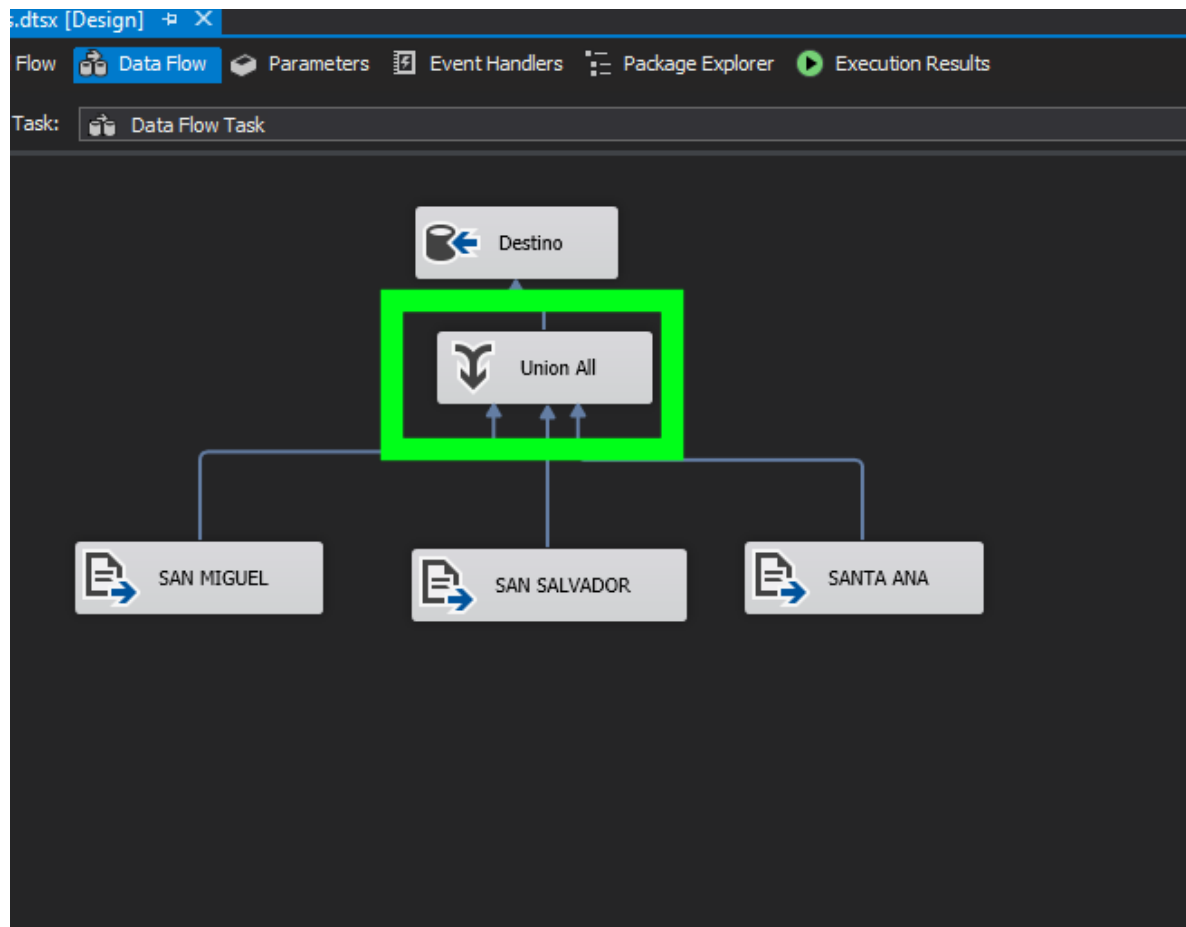 s.dtsx [Design]
Flow Data Flow Parameters Event Handlers Package Explorer Execution Results
Task: Data Flow Task
Destino
Union All
SAN MIGUEL
SAN SALVADOR
SANTA ANA